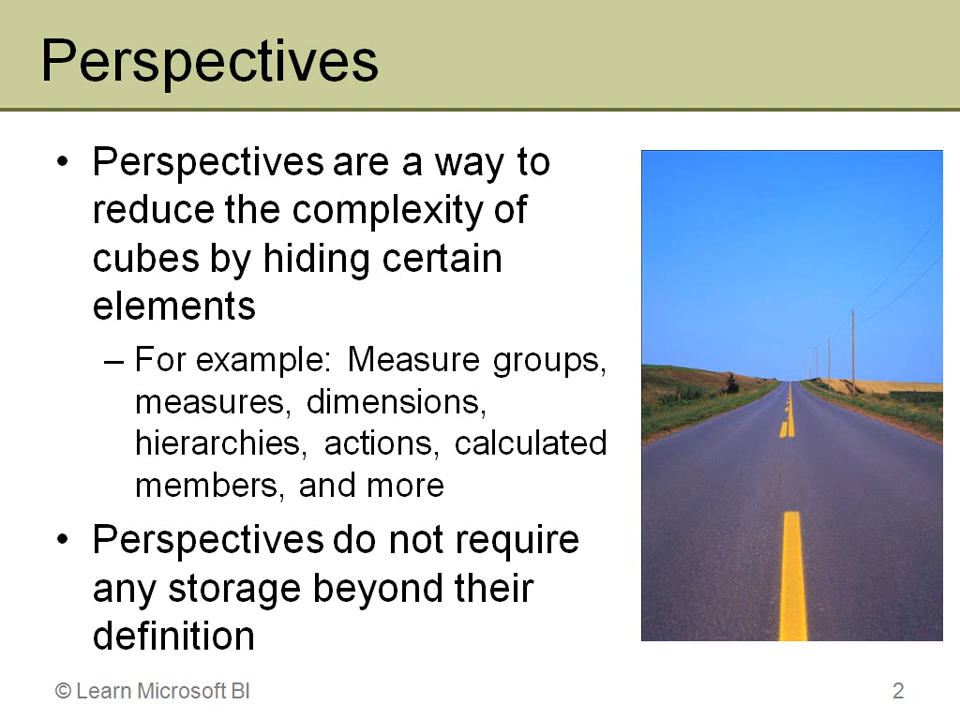 Perspectives
• Perspectives are a way to
reduce the complexity of
cubes by hiding certain
elements
– For example: Measure groups,
measures, dimensions,
hierarchies, actions, calculated
members, and more
• Perspectives do not require
any storage beyond their
definition
© Learn Microsoft BI
2